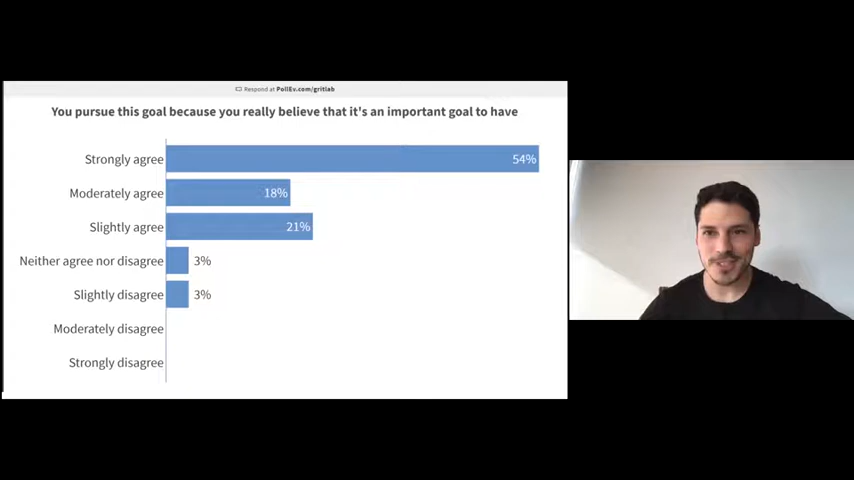 Respond at PollEv.com/gritlab
You pursue this goal because you really believe that it's an important goal to have
Strongly agree 54%
Moderately agree 18%
Slightly agree 21%
Neither agree nor disagree 3%
Slightly disagree 3%
Moderately disagree
Strongly disagree